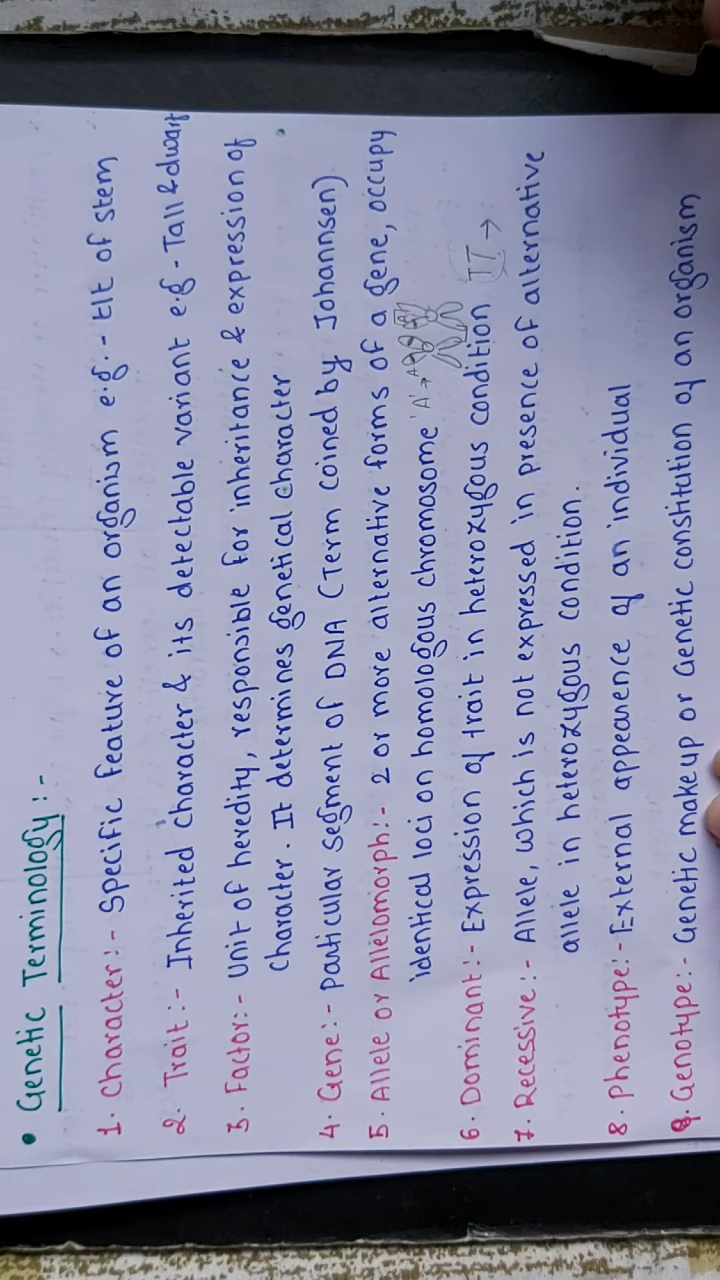 • Genetic Terminology :-
1. Character:- Specific feature of an organism e.g.:- Ht of stem
2. Trait:- Inherited character & its detectable variant e.g - Tall & dwarf
3. Factor:- Unit of heredity, responsible for inheritance & expression of
character. It determines genetical character
4. Gene:- Particular segment of DNA (Term coined by Johannsen)
5. Allele or Allelomorph:- 2 or more alternative forms of a gene, occupy
identical loci on homologous chromosome 'A' →
6. Dominant:- Expression of trait in heterozygous condition →
7. Recessive:- Allele, which is not expressed in presence of alternative
allele in heterozygous condition.
8. Phenotype:- External appearence of an individual
9. Genotype:- Genetic makeup or Genetic constitution of an organism